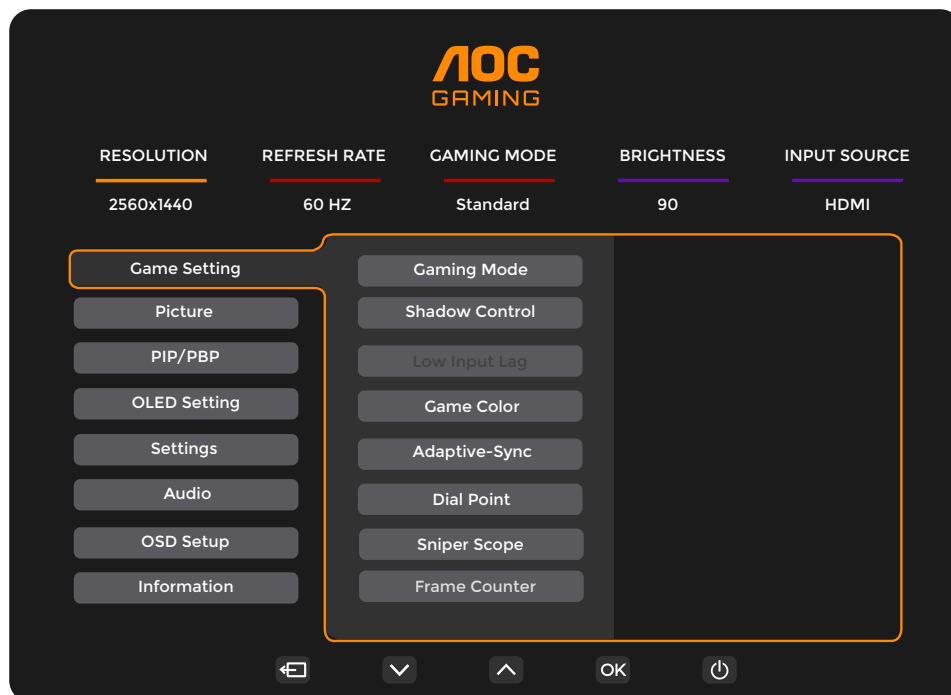 AOC
GAMING
RESOLUTION REFRESH RATE GAMING MODE BRIGHTNESS INPUT SOURCE
2560x1440 60 HZ Standard 90 HDMI
Game Setting
Picture
PIP/PBP
OLED Setting
Settings
Audio
OSD Setup
Information
Gaming Mode
Shadow Control
Low Input Lag
Game Color
Adaptive-Sync
Dial Point
Sniper Scope
Frame Counter
OK